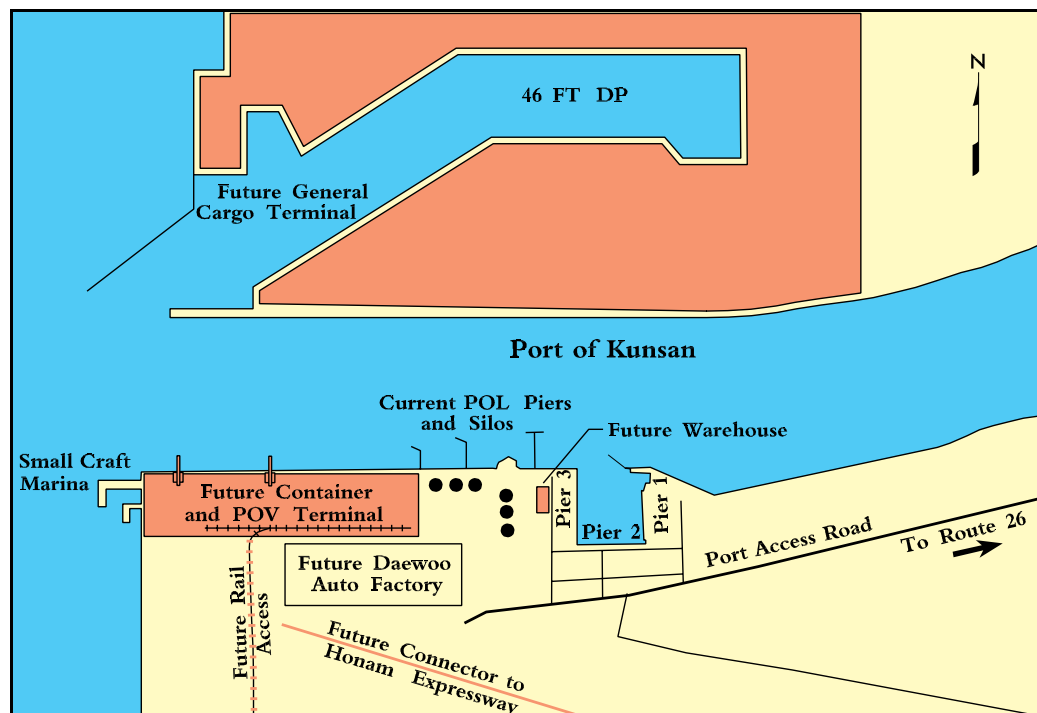 N
46 FT DP
Future General
Cargo Terminal
Port of Kunsan
Current POL Piers
and Silos
Future Warehouse
Small Craft
Marina
Future Container
and POV Terminal
Pier 3
Pier 2
Pier 1
Port Access Road
To Route 26
Future Daewoo
Auto Factory
Future Rail
Access
Future Connector to
Honam Expressway